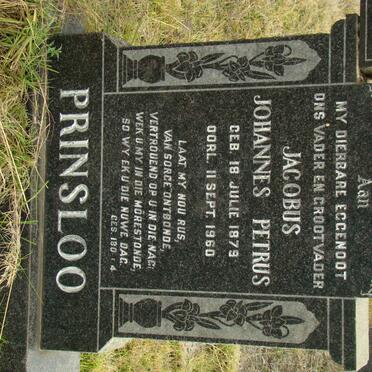 Aan
MY DIERBARE EGGENOOT
ONS VADER EN GROOTVADER
JACOBUS
JOHANNES PETRUS
GEB. 18 JULIE 1879
OORL. 11 SEPT. 1960
LAAT MY NOU RUS,
VAN SORGE ONTBONDE,
VERTROUEND OP U IN DIE NAG;
WEK U MY IN DIE MÔRESTONDE,
SO WY EK U DIE NUWE DAG.
GES. 180 v 4
PRINSLOO